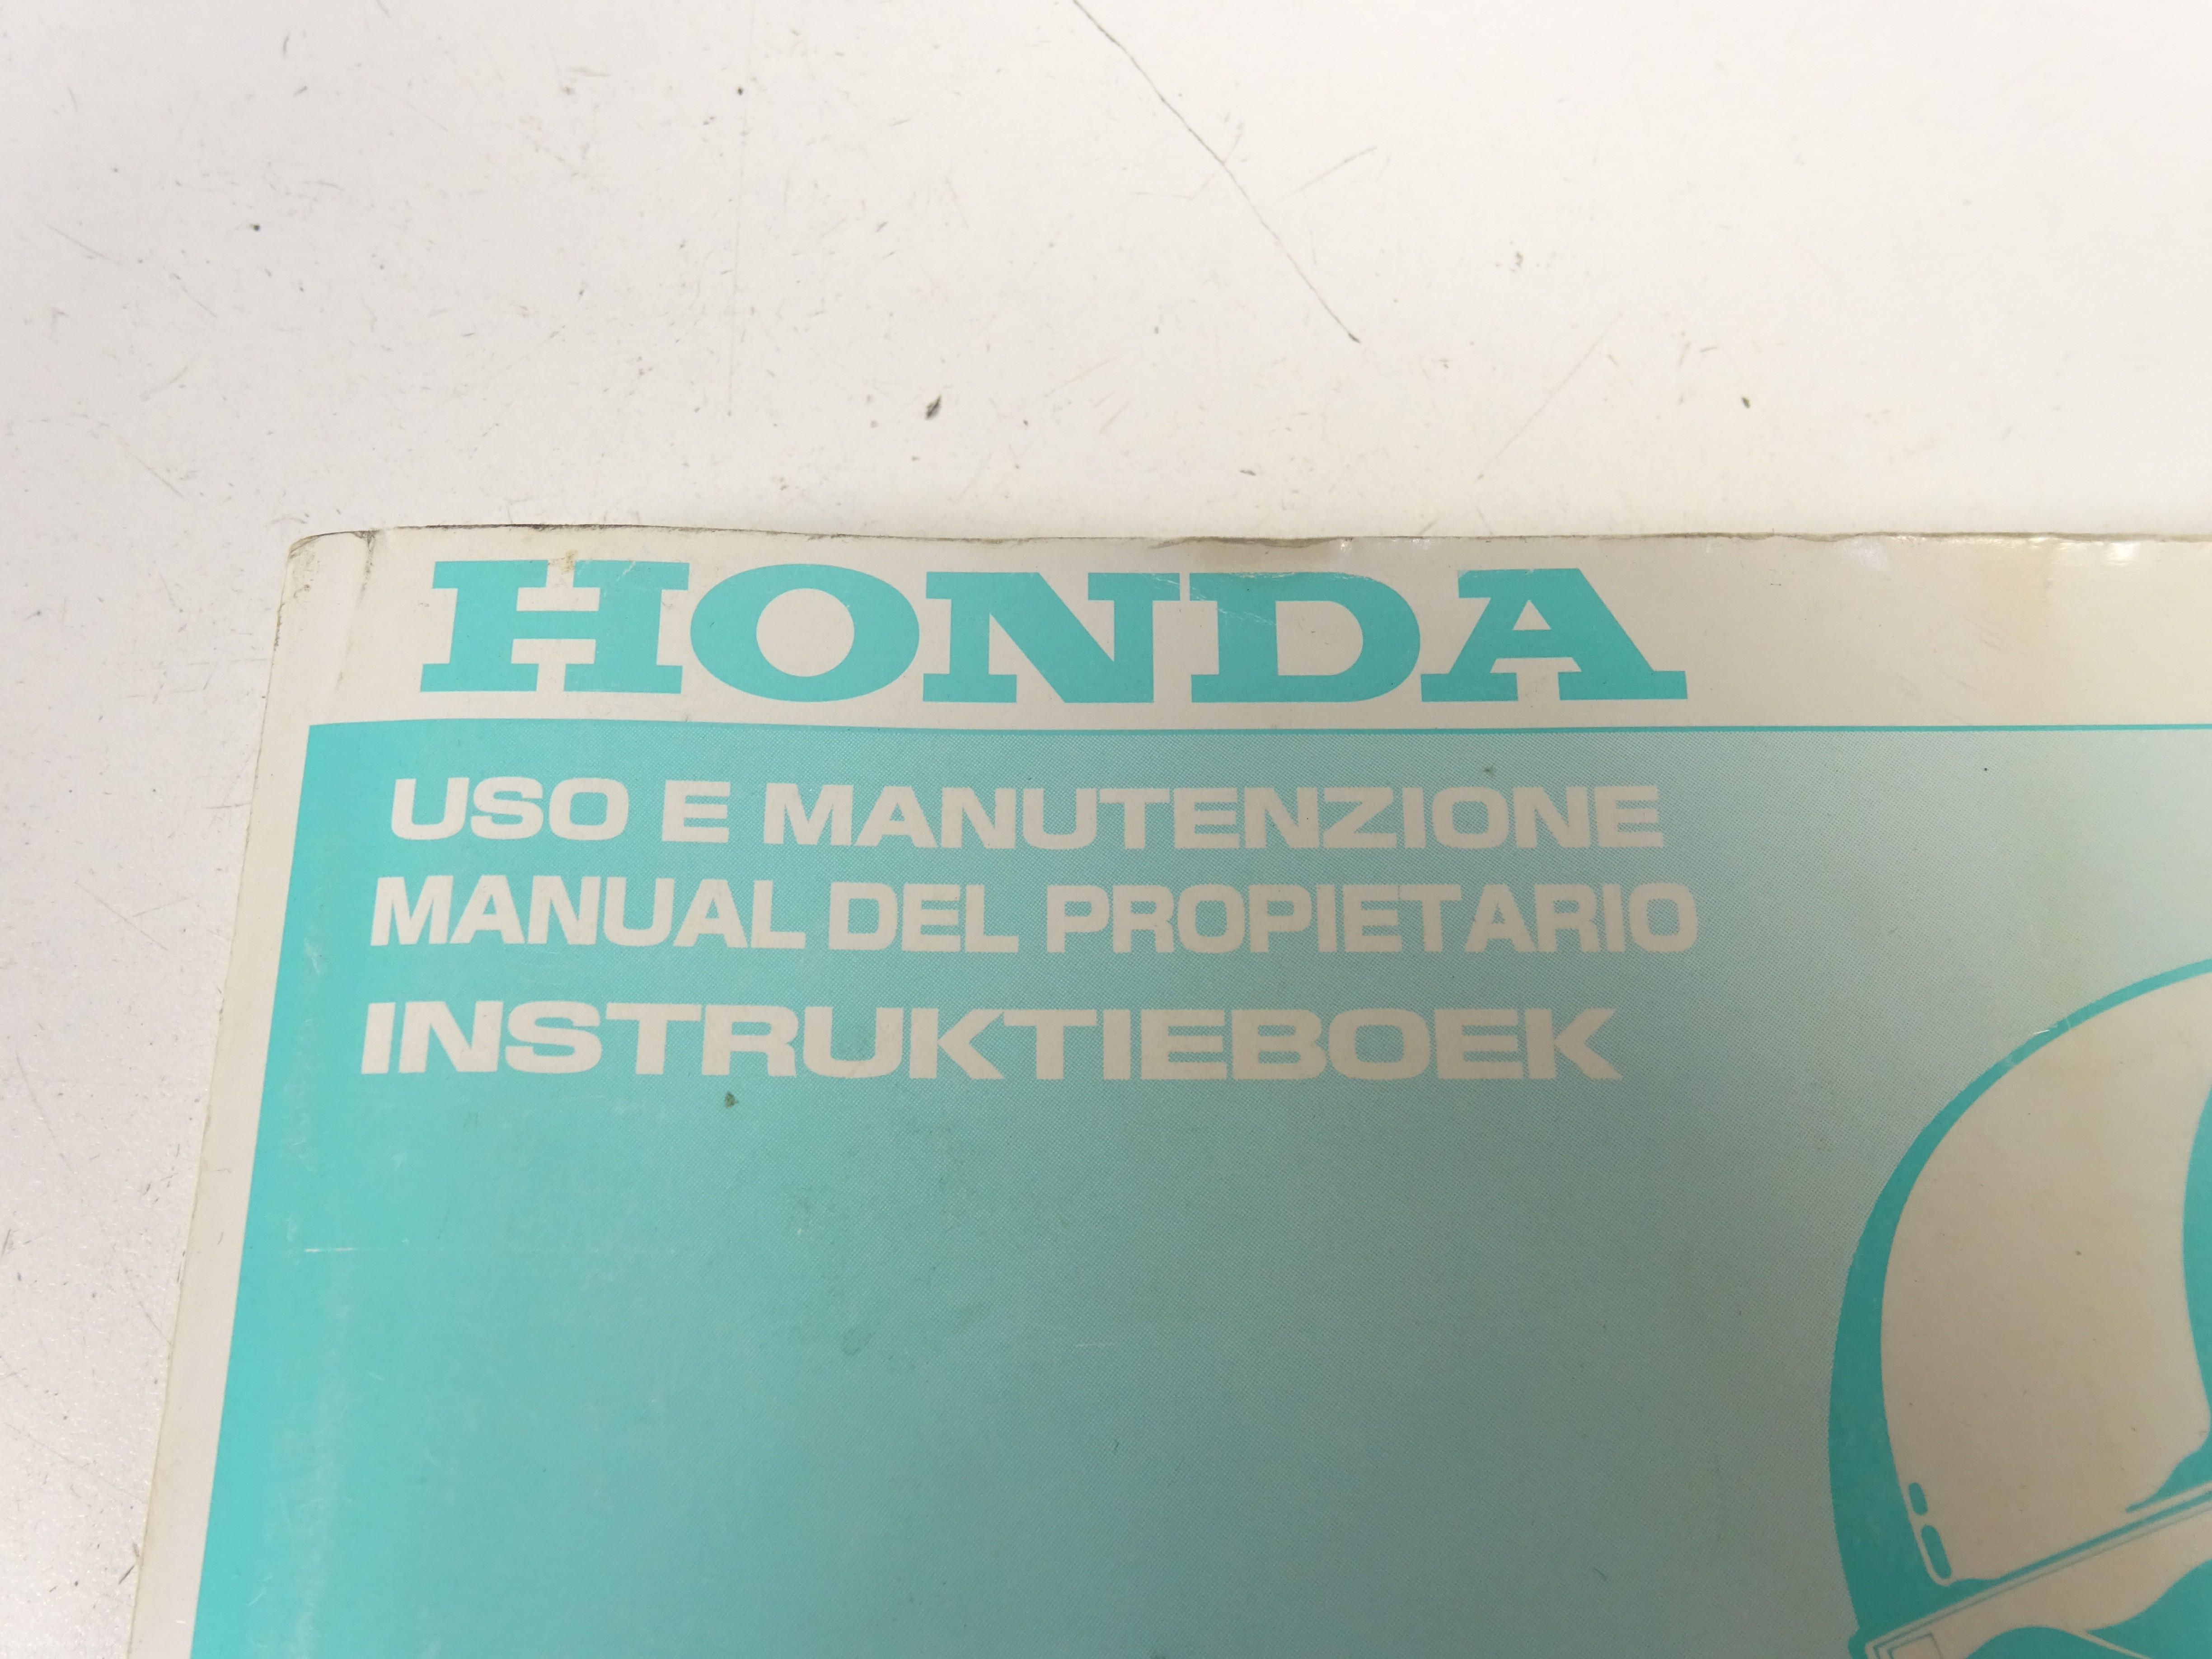 HONDA
USO E MANUTENZIONE
MANUAL DEL PROPIETARIO
INSTRUKTIEBOEK